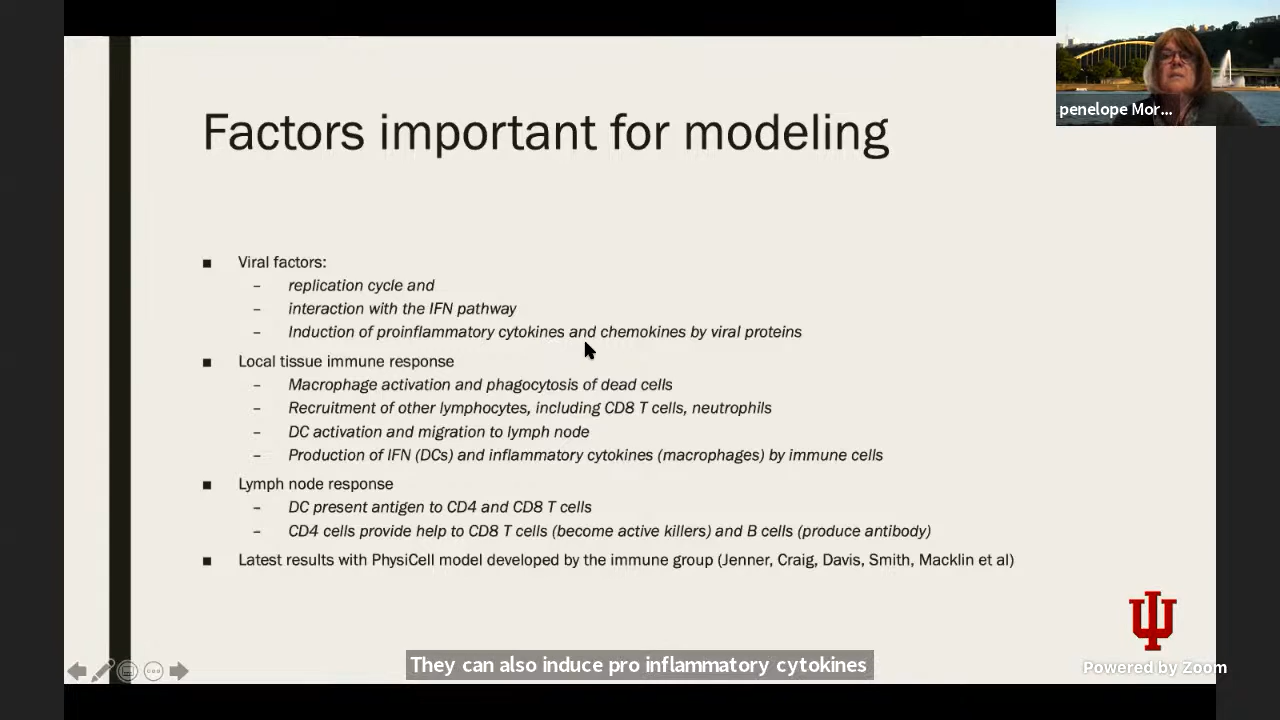 penelope Mor...
Factors important for modeling
■ Viral factors:
– replication cycle and
– interaction with the IFN pathway
– Induction of proinflammatory cytokines and chemokines by viral proteins
■ Local tissue immune response
– Macrophage activation and phagocytosis of dead cells
– Recruitment of other lymphocytes, including CD8 T cells, neutrophils
– DC activation and migration to lymph node
– Production of IFN (DCs) and inflammatory cytokines (macrophages) by immune cells
■ Lymph node response
– DC present antigen to CD4 and CD8 T cells
– CD4 cells provide help to CD8 T cells (become active killers) and B cells (produce antibody)
■ Latest results with PhysiCell model developed by the immune group (Jenner, Craig, Davis, Smith, Macklin et al)
They can also induce pro inflammatory cytokines
Powered by Zoom